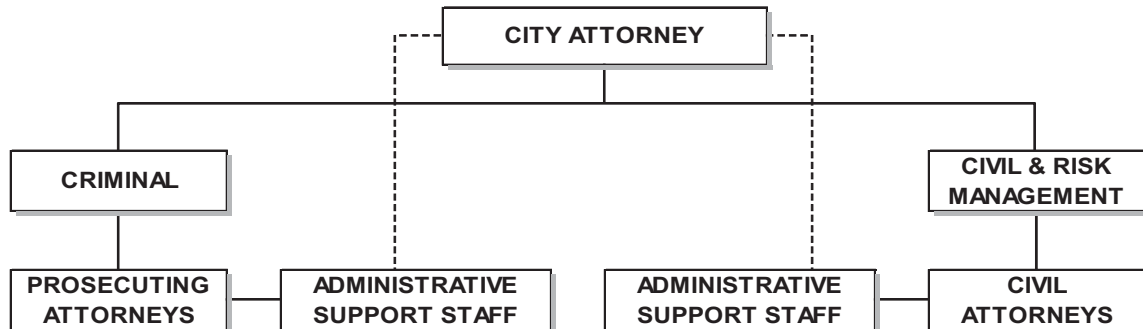 CITY ATTORNEY
CRIMINAL
CIVIL & RISK
MANAGEMENT
PROSECUTING
ATTORNEYS
ADMINISTRATIVE
SUPPORT STAFF
ADMINISTRATIVE
SUPPORT STAFF
CIVIL
ATTORNEYS